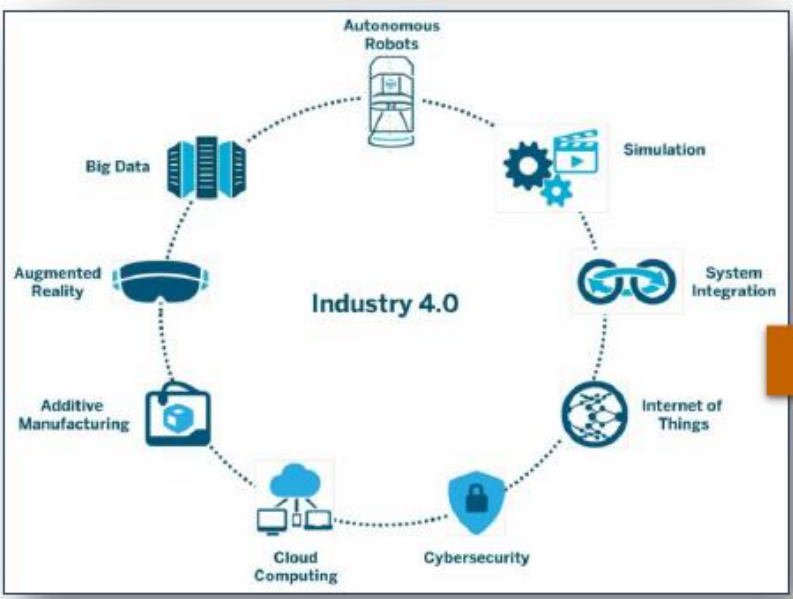 Autonomous
Robots
Simulation
System
Integration
Internet of
Things
Cybersecurity
Cloud
Computing
Additive
Manufacturing
Augmented
Reality
Big Data
Industry 4.0